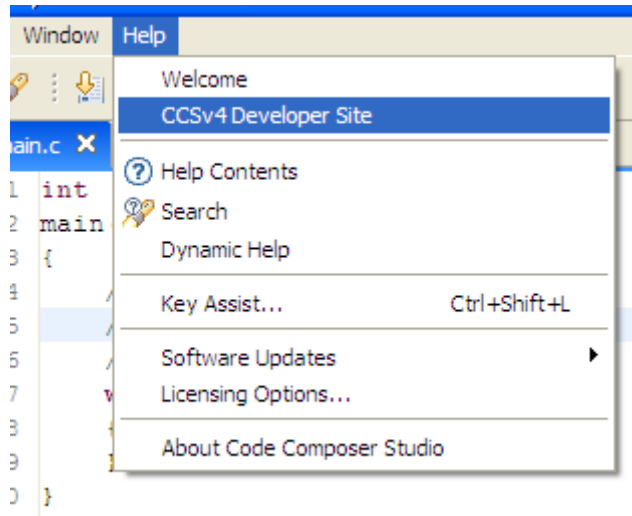 Window Help
Welcome
CCSv4 Developer Site
main.c
Help Contents
1 int
Search
2 main
Dynamic Help
3 {
4 /
Key Assist... Ctrl+Shift+L
5 /
6 /
Software Updates
7 w
Licensing Options...
8 {
9
About Code Composer Studio
0 }